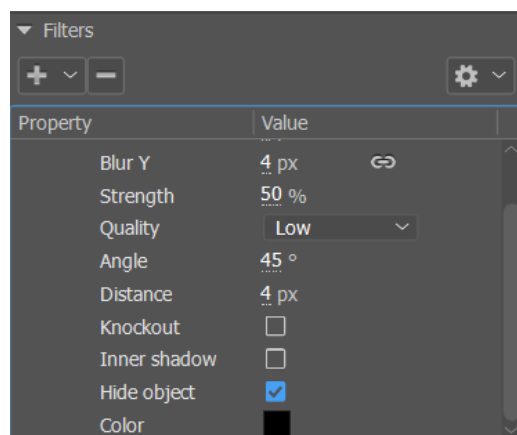 Filters
Property Value
Blur Y 4 px
Strength 50 %
Quality Low
Angle 45 °
Distance 4 px
Knockout
Inner shadow
Hide object
Color